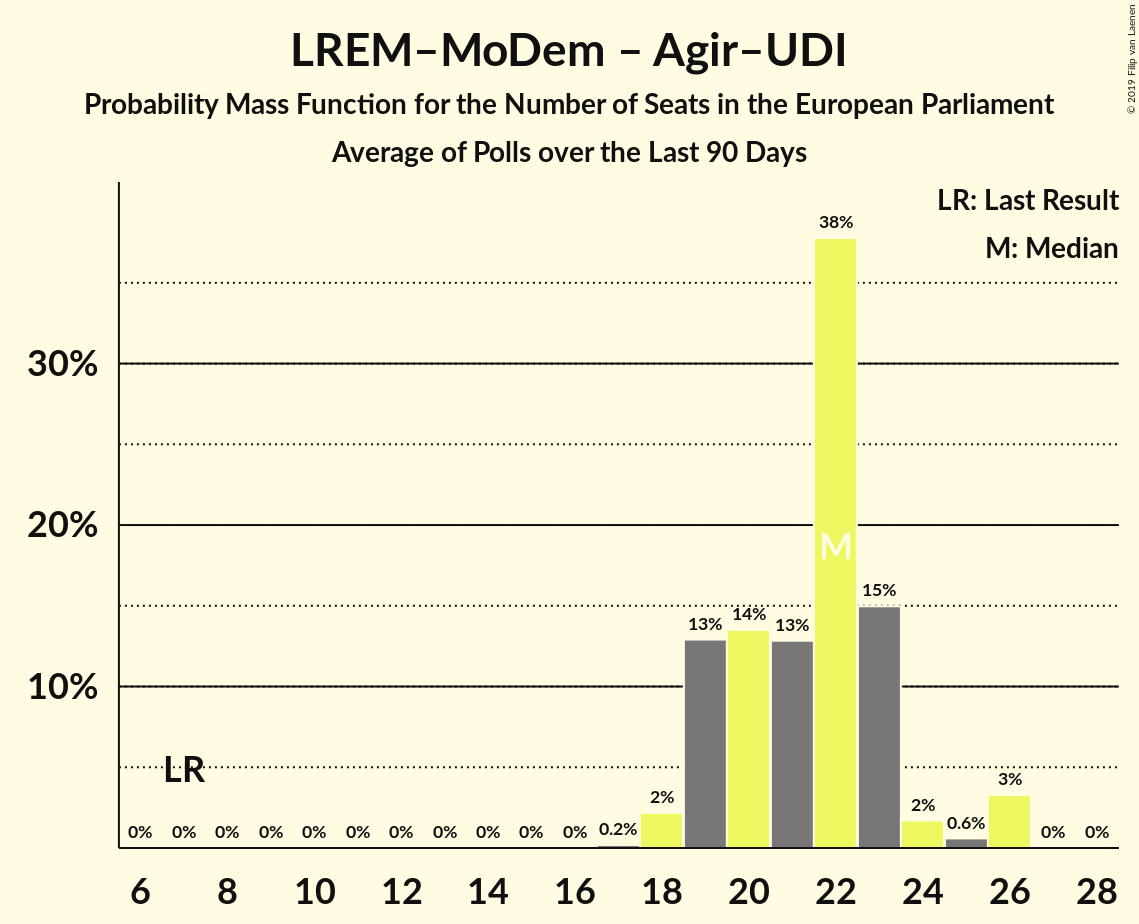 LREM–MoDem – Agir–UDI
Probability Mass Function for the Number of Seats in the European Parliament
Average of Polls over the Last 90 Days
© 2019 Filip van Laenen
LR: Last Result
M: Median
30%
20%
10%
LR
M
0% 0% 0% 0% 0% 0% 0% 0% 0% 0% 0% 0.2% 2% 13% 14% 13% 38% 15% 2% 0.6% 3% 0% 0%
6 8 10 12 14 16 18 20 22 24 26 28